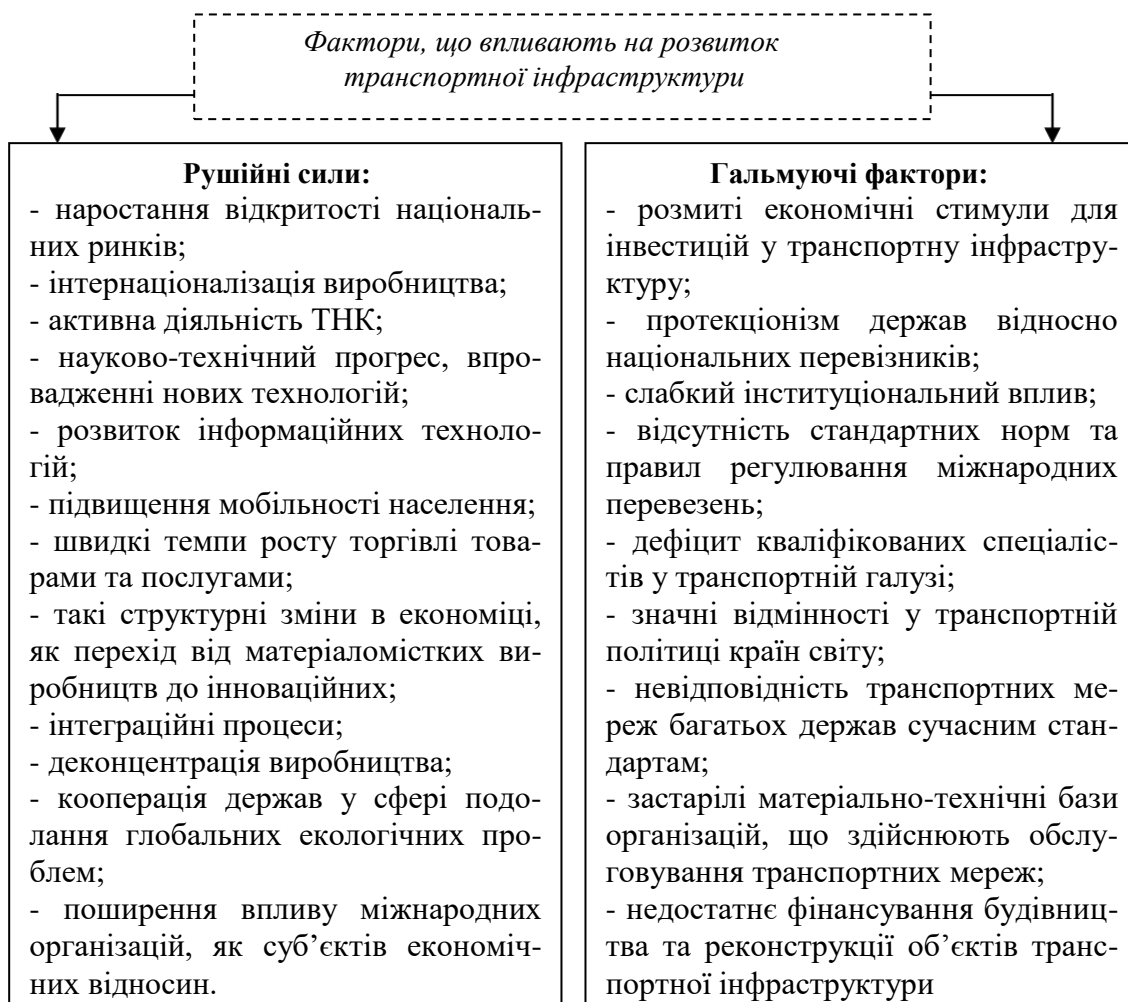 Фактори, що впливають на розвиток
транспортної інфраструктури
Рушійні сили:
- наростання відкритості національ-
них ринків;
- інтернаціоналізація виробництва;
- активна діяльність ТНК;
- науково-технічний прогрес, впро-
вадженні нових технологій;
- розвиток інформаційних техноло-
гій;
- підвищення мобільності населення;
- швидкі темпи росту торгівлі това-
рами та послугами;
- такі структурні зміни в економіці,
як перехід від матеріаломістких ви-
робництв до інноваційних;
- інтеграційні процеси;
- деконцентрація виробництва;
- кооперація держав у сфері подо-
лання глобальних екологічних про-
блем;
- поширення впливу міжнародних
організацій, як суб’єктів економіч-
них відносин.
Гальмуючі фактори:
- розмиті економічні стимули для
інвестицій у транспортну інфрастру-
ктуру;
- протекціонізм держав відносно
національних перевізників;
- слабкий інституціональний вплив;
- відсутність стандартних норм та
правил регулювання міжнародних
перевезень;
- дефіцит кваліфікованих спеціаліс-
тів у транспортній галузі;
- значні відмінності у транспортній
політиці країн світу;
- невідповідність транспортних ме-
реж багатьох держав сучасним стан-
дартам;
- застарілі матеріально-технічні бази
організацій, що здійснюють обслу-
говування транспортних мереж;
- недостатнє фінансування будівниц-
тва та реконструкції об’єктів транс-
портної інфраструктури